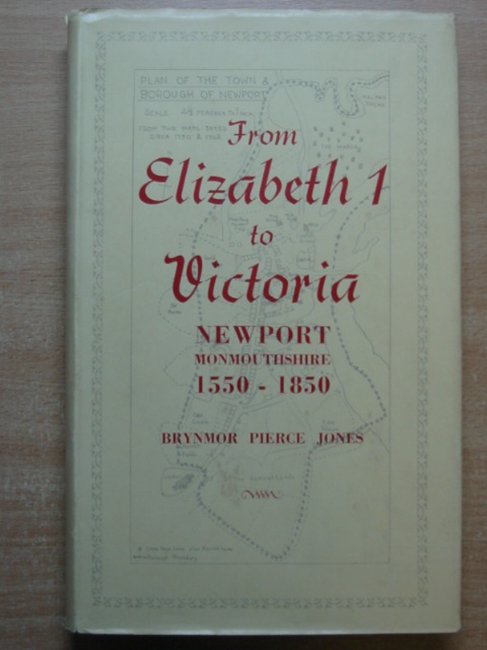 PLAN OF THE TOWN &
BOROUGH OF NEWPORT
SCALE
From
Elizabeth 1
to
Victoria
NEWPORT
MONMOUTHSHIRE
1550 - 1850
BRYNMOR PIERCE JONES